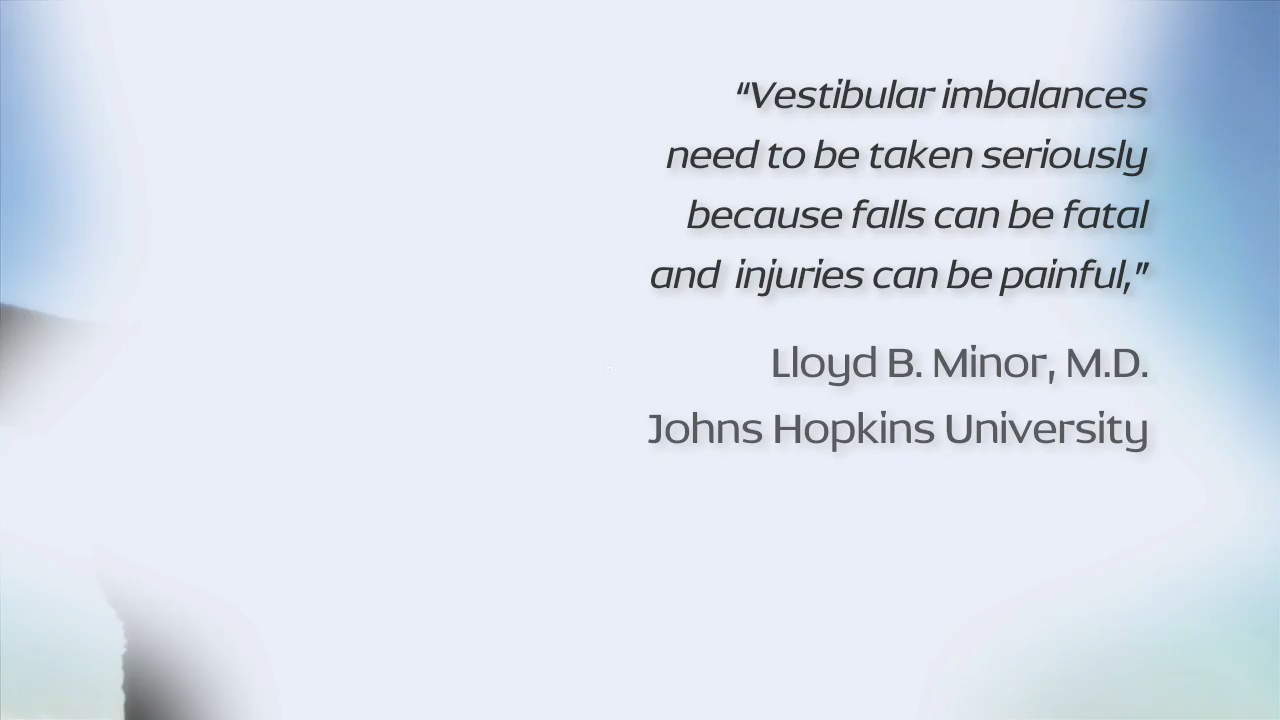 “Vestibular imbalances
need to be taken seriously
because falls can be fatal
and injuries can be painful,”
Lloyd B. Minor, M.D.
Johns Hopkins University